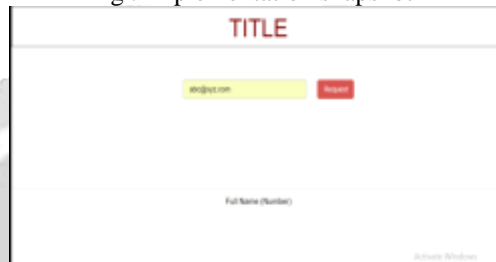 TITLE
abc@xyz.com
Request
Full Name (Number)
Activate Windows